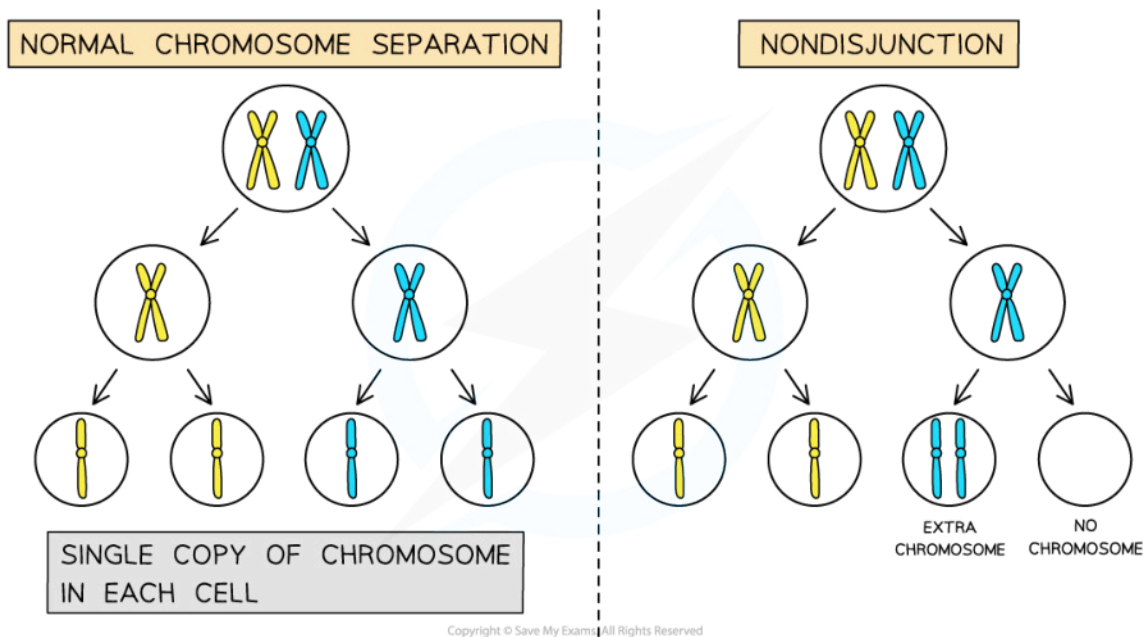 NORMAL CHROMOSOME SEPARATION
NONDISJUNCTION
SINGLE COPY OF CHROMOSOME
IN EACH CELL
EXTRA
CHROMOSOME
NO
CHROMOSOME
Copyright © Save My Exams. All Rights Reserved